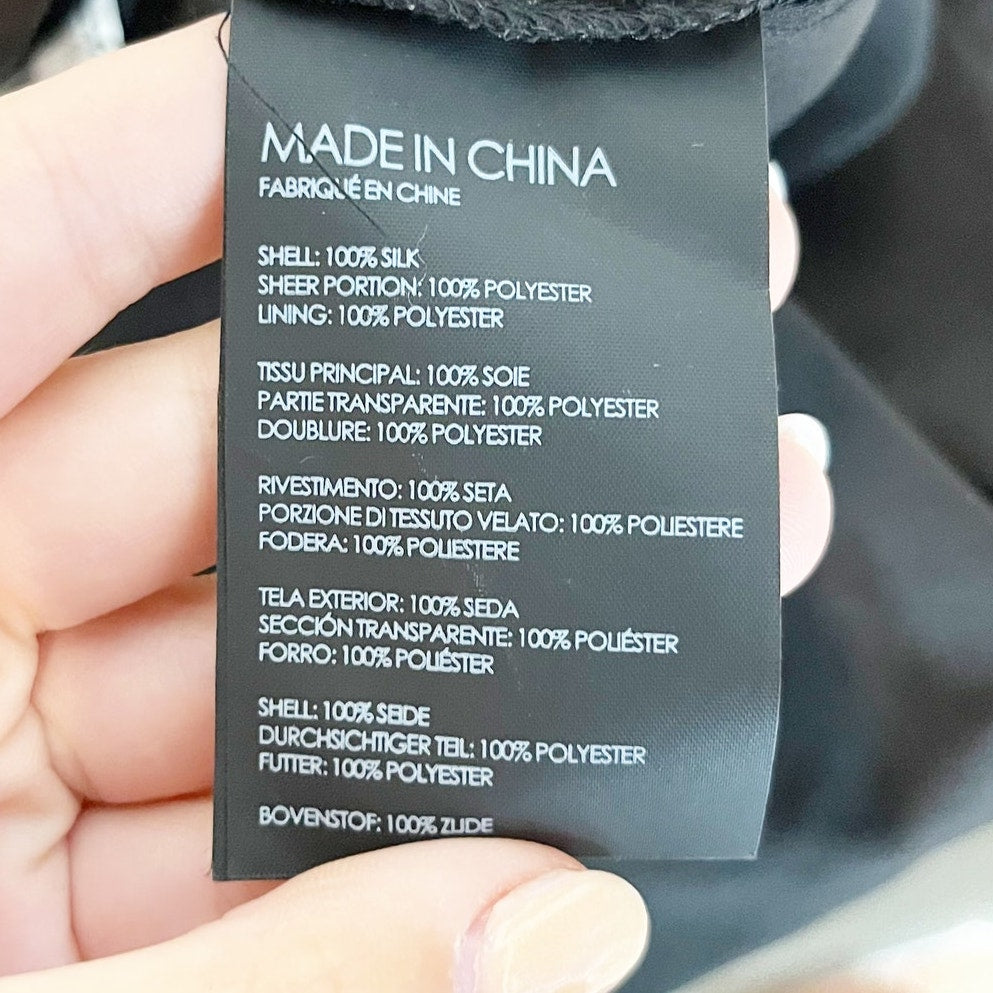 MADE IN CHINA
FABRIQUÉ EN CHINE
SHELL: 100% SILK
SHEER PORTION: 100% POLYESTER
LINING: 100% POLYESTER
TISSU PRINCIPAL: 100% SOIE
PARTIE TRANSPARENTE: 100% POLYESTER
DOUBLURE: 100% POLYESTER
RIVESTIMENTO: 100% SETA
PORZIONE DI TESSUTO VELATO: 100% POLIESTERE
FODERA: 100% POLIESTERE
TELA EXTERIOR: 100% SEDA
SECCIÓN TRANSPARENTE: 100% POLIÉSTER
FORRO: 100% POLIÉSTER
SHELL: 100% SEIDE
DURCHSICHTIGER TEIL: 100% POLYESTER
FUTTER: 100% POLYESTER
BOVENSTOF: 100% ZIJDE